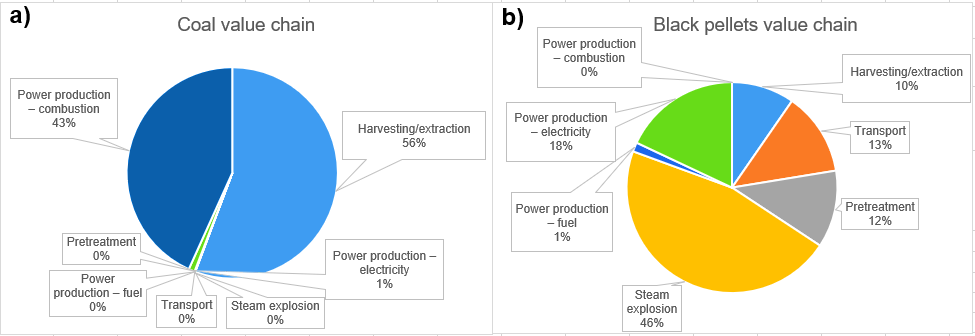 a)
Coal value chain
Power production
– combustion
43%
Harvesting/extraction
56%
Pretreatment
0%
Power
production – fuel
0%
Transport
0%
Steam explosion
0%
Power production –
electricity
1%
b)
Black pellets value chain
Power production
– combustion
0%
Harvesting/extraction
10%
Power production
– electricity
18%
Transport
13%
Power production
– fuel
1%
Pretreatment
12%
Steam
explosion
46%